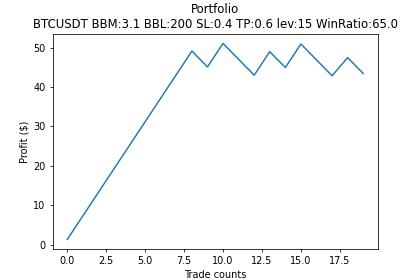 Portfolio
BTCUSDT BBM:3.1 BBL:200 SL:0.4 TP:0.6 lev:15 WinRatio:65.0
50
40
30
20
10
0
Profit ($)
0.0 2.5 5.0 7.5 10.0 12.5 15.0 17.5
Trade counts